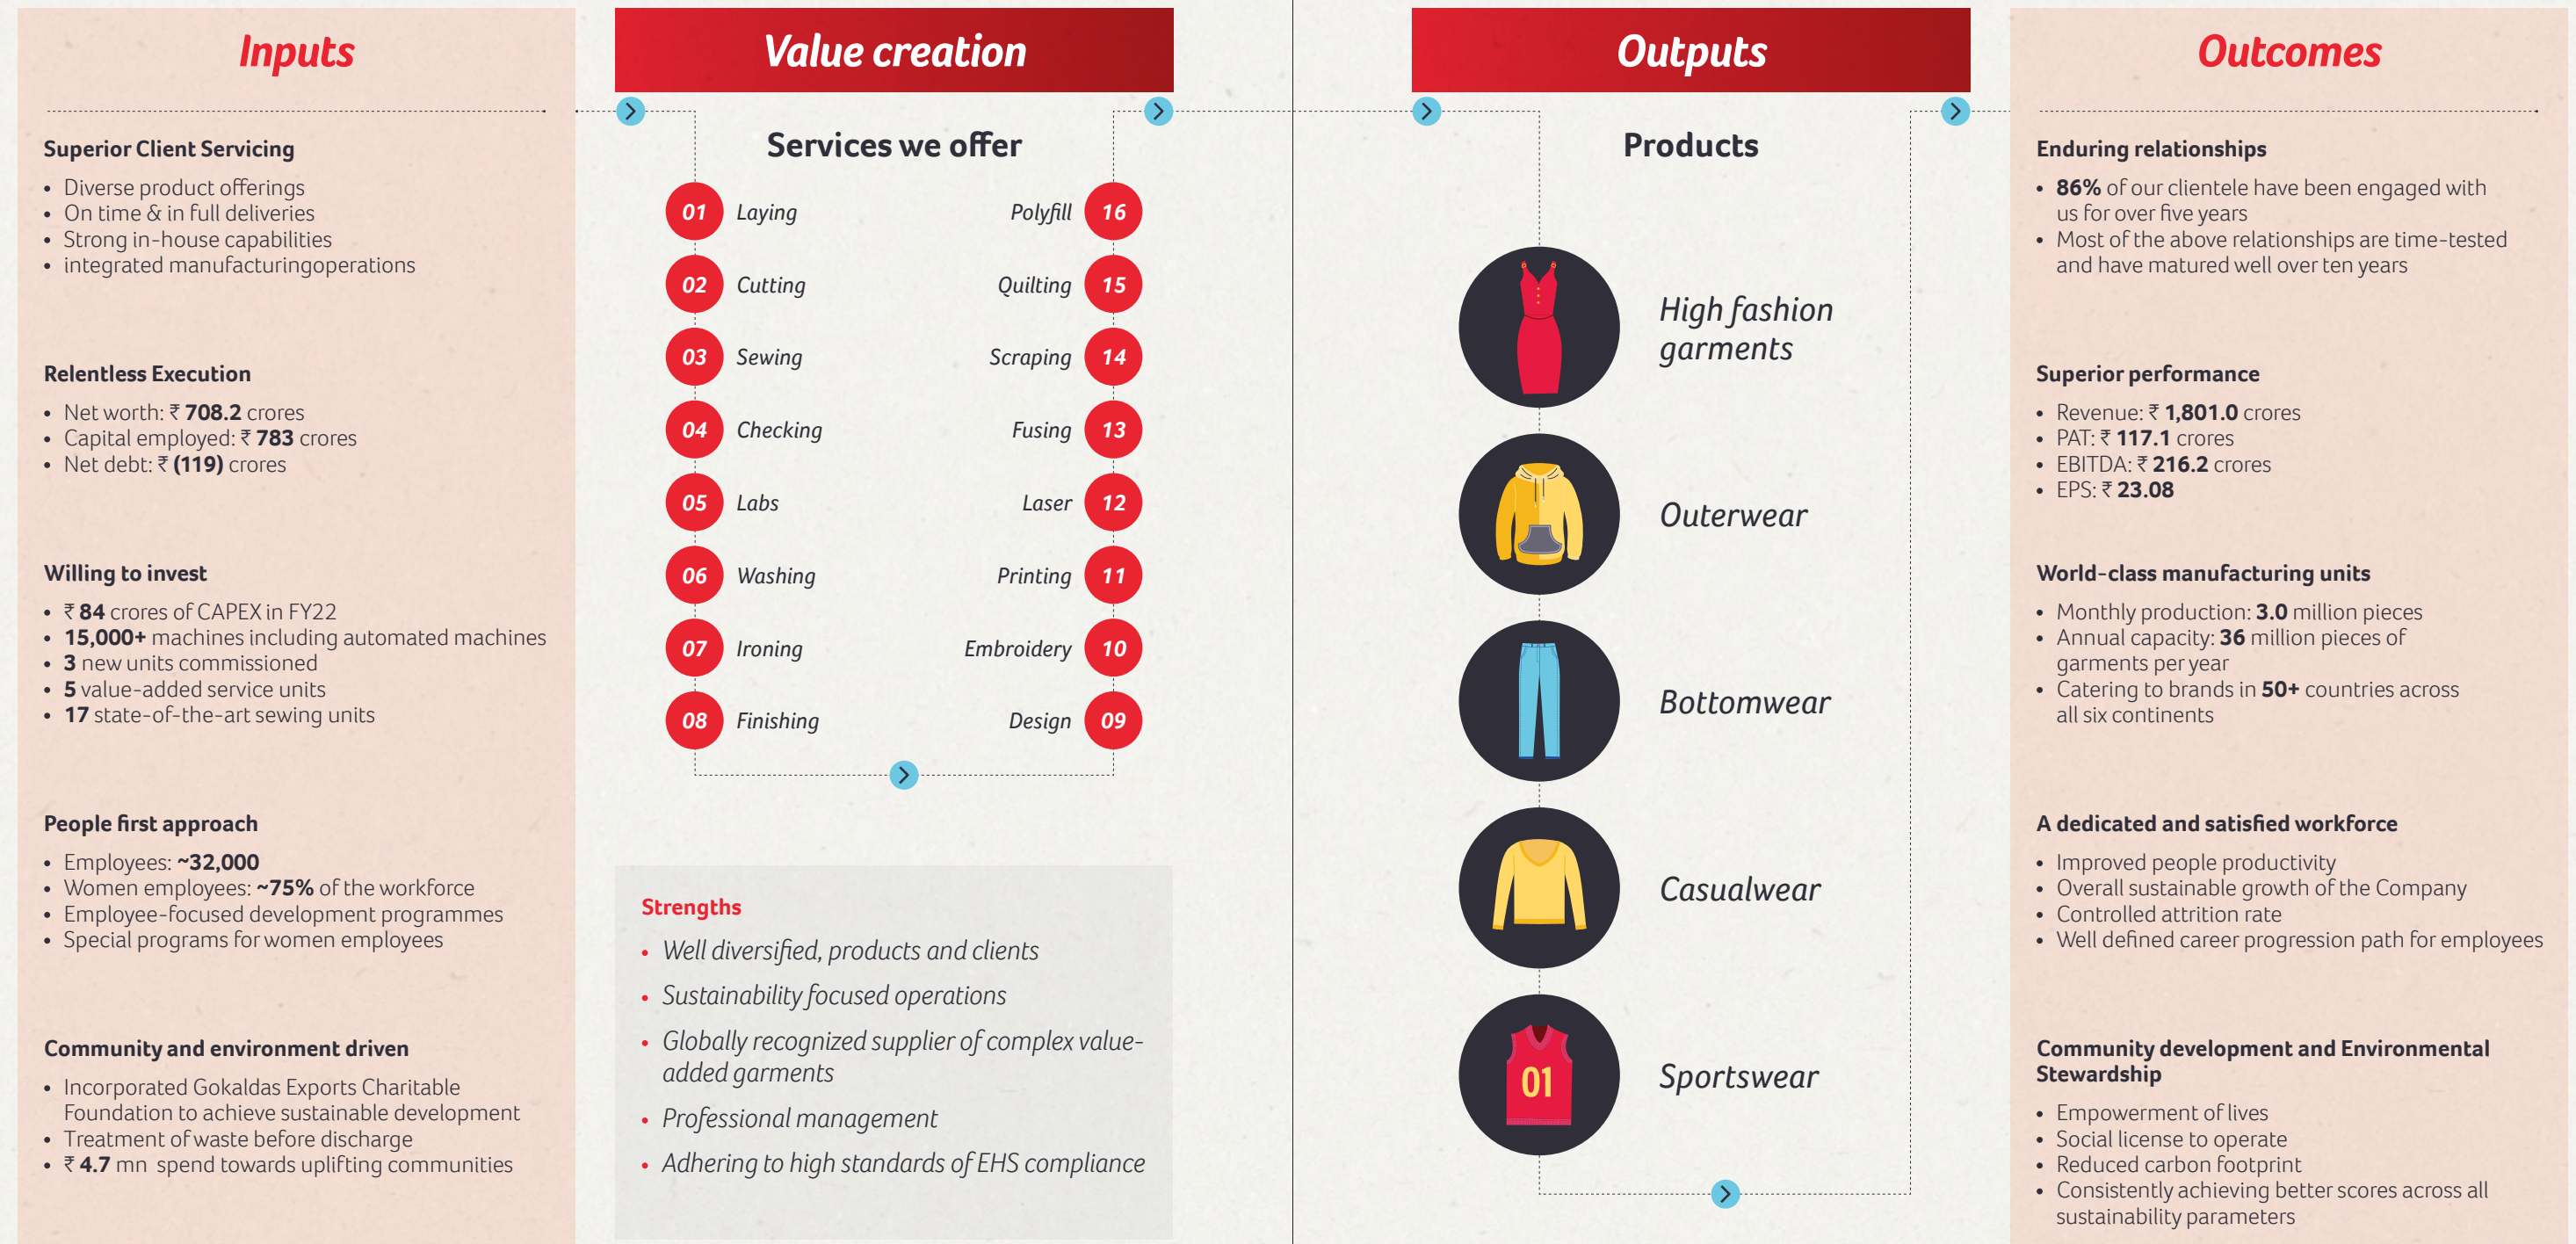 Inputs
Superior Client Servicing
• Diverse product offerings
• On time & in full deliveries
• Strong in-house capabilities
• integrated manufacturingoperations
Relentless Execution
• Net worth: ₹ 708.2 crores
• Capital employed: ₹ 783 crores
• Net debt: ₹ (119) crores
Willing to invest
• ₹ 84 crores of CAPEX in FY22
• 15,000+ machines including automated machines
• 3 new units commissioned
• 5 value-added service units
• 17 state-of-the-art sewing units
People first approach
• Employees: ~32,000
• Women employees: ~75% of the workforce
• Employee-focused development programmes
• Special programs for women employees
Community and environment driven
• Incorporated Gokaldas Exports Charitable
Foundation to achieve sustainable development
• Treatment of waste before discharge
• ₹ 4.7 mn spend towards uplifting communities
Value creation
Services we offer
01 Laying
02 Cutting
03 Sewing
04 Checking
05 Labs
06 Washing
07 Ironing
08 Finishing
Polyfill 16
Quilting 15
Scraping 14
Fusing 13
Laser 12
Printing 11
Embroidery 10
Design 09
Strengths
• Well diversified, products and clients
• Sustainability focused operations
• Globally recognized supplier of complex value-
added garments
• Professional management
• Adhering to high standards of EHS compliance
Outputs
Products
High fashion
garments
Outerwear
Bottomwear
Casualwear
01
Sportswear
Outcomes
Enduring relationships
• 86% of our clientele have been engaged with
us for over five years
• Most of the above relationships are time-tested
and have matured well over ten years
Superior performance
• Revenue: ₹ 1,801.0 crores
• PAT: ₹ 117.1 crores
• EBITDA: ₹ 216.2 crores
• EPS: ₹ 23.08
World-class manufacturing units
• Monthly production: 3.0 million pieces
• Annual capacity: 36 million pieces of
garments per year
• Catering to brands in 50+ countries across
all six continents
A dedicated and satisfied workforce
• Improved people productivity
• Overall sustainable growth of the Company
• Controlled attrition rate
• Well defined career progression path for employees
Community development and Environmental
Stewardship
• Empowerment of lives
• Social license to operate
• Reduced carbon footprint
• Consistently achieving better scores across all
sustainability parameters